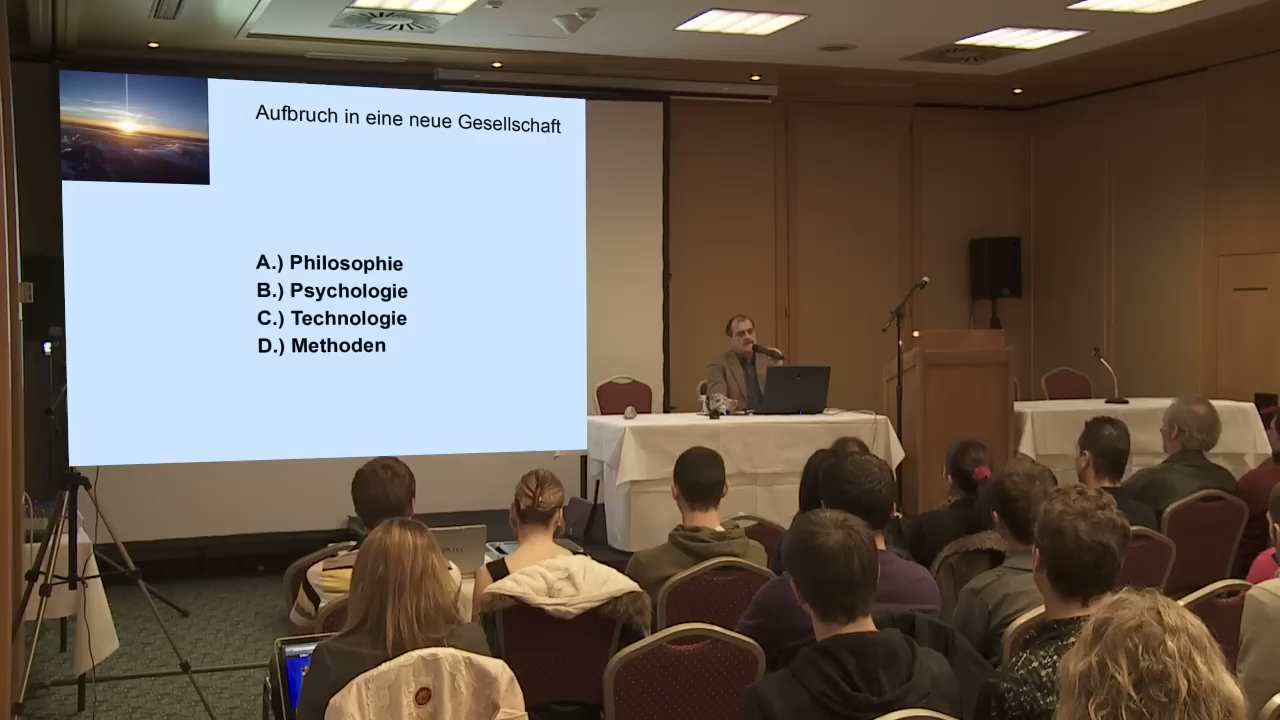 Aufbruch in eine neue Gesellschaft
A.) Philosophie
B.) Psychologie
C.) Technologie
D.) Methoden